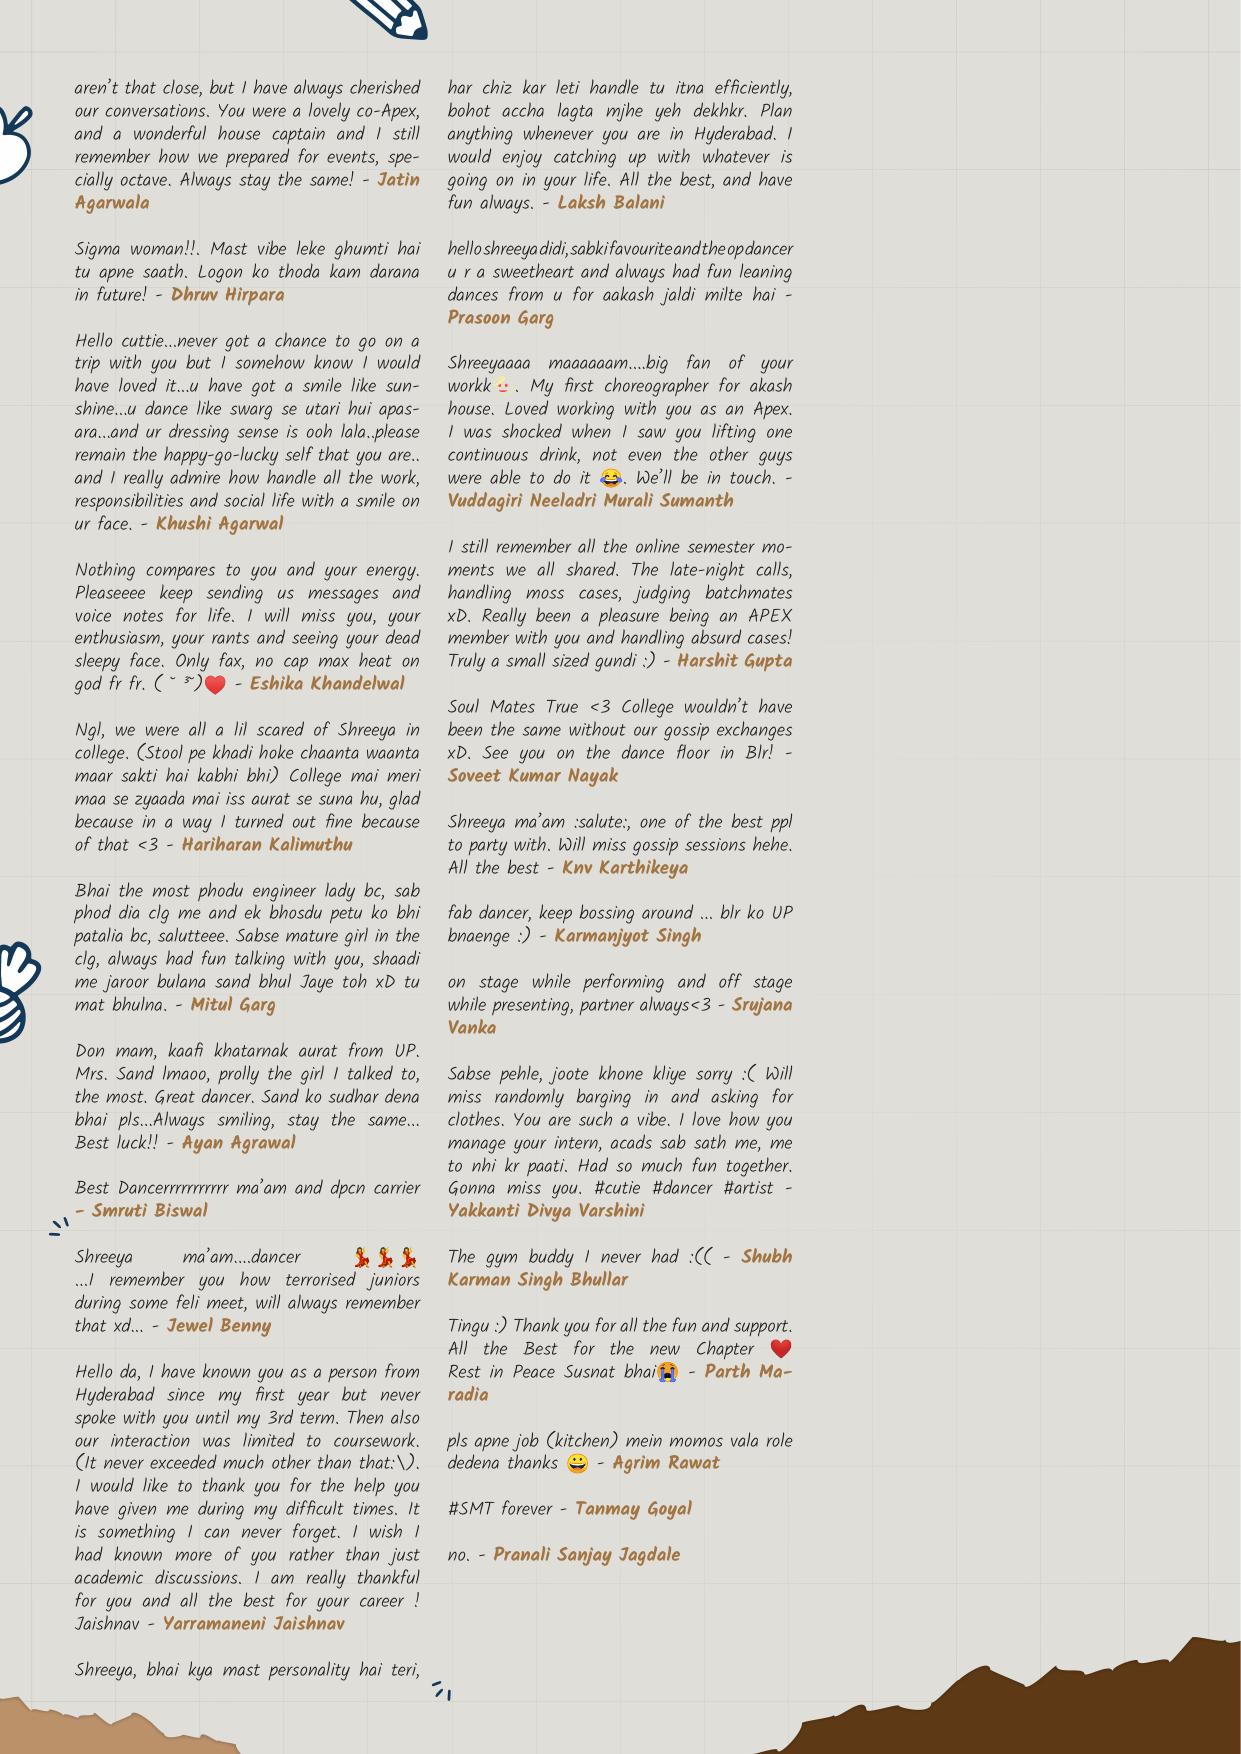 aren't that close, but I have always cherished
our conversations. You were a lovely co-Apex,
and a wonderful house captain and I still
remember how we prepared for events, spe-
cially octave. Always stay the same! - Jatin
Agarwala
Sigma woman!!. Mast vibe leke ghumti hai
tu apne saath. Logon ko thoda kam darana
in future! - Dhruv Hirpara
Hello cuttie...never got a chance to go on a
trip with you but I somehow know I would
have loved it...u have got a smile like sun-
shine...u dance like swarg se utari hui apas-
ara...and ur dressing sense is ooh lala..please
remain the happy-go-lucky self that you are..
and I really admire how handle all the work,
responsibilities and social life with a smile on
ur face. - Khushi Agarwal
Nothing compares to you and your energy.
Pleaseeee keep sending us messages and
voice notes for life. I will miss you, your
enthusiasm, your rants and seeing your dead
sleepy face. Only fax, no cap max heat on
god fr fr. ( ˘ ³˘)❤️ - Eshika Khandelwal
Ngl, we were all a lil scared of Shreeya in
college. (Stool pe khadi hoke chaanta waanta
maar sakti hai kabhi bhi) College mai meri
maa se zyaada mai iss aurat se suna hu, glad
because in a way I turned out fine because
of that <3 - Hariharan Kalimuthu
Bhai the most phodu engineer lady bc, sab
phod dia clg me and ek bhosdu petu ko bhi
patalia bc, salutteee. Sabse mature girl in the
clg, always had fun talking with you, shaadi
me jaroor bulana sand bhul Jaye toh xD tu
mat bhulna. - Mitul Garg
Don mam, kaafi khatarnak aurat from UP.
Mrs. Sand lmaoo, prolly the girl I talked to,
the most. Great dancer. Sand ko sudhar dena
bhai pls...Always smiling, stay the same...
Best luck!! - Ayan Agrawal
Best Dancerrrrrrrrrr ma'am and dpcn carrier
- Smruti Biswal
Shreeya ma'am....dancer 💃💃💃
...I remember you how terrorised juniors
during some feli meet, will always remember
that xd... - Jewel Benny
Hello da, I have known you as a person from
Hyderabad since my first year but never
spoke with you until my 3rd term. Then also
our interaction was limited to coursework.
(It never exceeded much other than that:\).
I would like to thank you for the help you
have given me during my difficult times. It
is something I can never forget. I wish I
had known more of you rather than just
academic discussions. I am really thankful
for you and all the best for your career !
Jaishnav - Yarramaneni Jaishnav
Shreeya, bhai kya mast personality hai teri,
har chiz kar leti handle tu itna efficiently,
bohot accha lagta mjhe yeh dekhkr. Plan
anything whenever you are in Hyderabad. I
would enjoy catching up with whatever is
going on in your life. All the best, and have
fun always. - Laksh Balani
hello shreeya didi, sab ki favourite and the op dancer
u r a sweetheart and always had fun leaning
dances from u for aakash jaldi milte hai -
Prasoon Garg
Shreeyaaaa maaaaaam....big fan of your
workk. My first choreographer for akash
house. Loved working with you as an Apex.
I was shocked when I saw you lifting one
continuous drink, not even the other guys
were able to do it 😂. We'll be in touch. -
Vuddagiri Neeladri Murali Sumanth
I still remember all the online semester mo-
ments we all shared. The late-night calls,
handling moss cases, judging batchmates
xD. Really been a pleasure being an APEX
member with you and handling absurd cases!
Truly a small sized gundi :) - Harshit Gupta
Soul Mates True <3 College wouldn't have
been the same without our gossip exchanges
xD. See you on the dance floor in Blr! -
Soveet Kumar Nayak
Shreeya ma'am :salute:, one of the best ppl
to party with. Will miss gossip sessions hehe.
All the best - Knv Karthikeya
fab dancer, keep bossing around ... blr ko UP
bnaenge :) - Karmanjyot Singh
on stage while performing and off stage
while presenting, partner always<3 - Srujana
Vanka
Sabse pehle, joote khone kliye sorry :( Will
miss randomly barging in and asking for
clothes. You are such a vibe. I love how you
manage your intern, acads sab sath me, me
to nhi kr paati. Had so much fun together.
Gonna miss you. #cutie #dancer #artist -
Yakkanti Divya Varshini
The gym buddy I never had :(( - Shubh
Karman Singh Bhullar
Tingu :) Thank you for all the fun and support.
All the Best for the new Chapter ❤️
Rest in Peace Susnat bhai😭 - Parth Ma-
radia
pls apne job (kitchen) mein momos vala role
dedena thanks 😀 - Agrim Rawat
#SMT forever - Tanmay Goyal
no. - Pranali Sanjay Jagdale